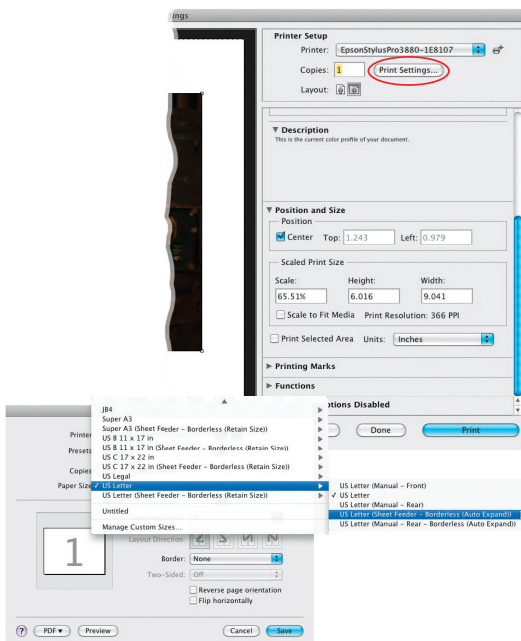 ings
Printer Setup
Printer: EpsonStylusPro3880-1E8107
Copies: 1 Print Settings...
Layout:
Description
This is the current color profile of your document.
Position and Size
Position
Center Top: 1.243 Left: 0.979
Scaled Print Size
Scale: Height: Width:
65.51% 6.016 9.041
Scale to Fit Media Print Resolution: 366 PPI
Print Selected Area Units: Inches
Printing Marks
Functions
ptions Disabled
Done Print
JB4
Super A3
Super A3 (Sheet Feeder - Borderless (Retain Size))
US B 11 x 17 in
US B 11 x 17 in (Sheet Feeder - Borderless (Retain Size))
US C 17 x 22 in
US C 17 x 22 in (Sheet Feeder - Borderless (Retain Size))
US Legal
✓ US Letter
US Letter (Sheet Feeder - Borderless (Retain Size))
Untitled
Manage Custom Sizes...
Printer
Presets
Copies
Paper Size
US Letter (Manual - Front)
✓ US Letter
US Letter (Manual - Rear)
US Letter (Sheet Feeder - Borderless (Auto Expand))
US Letter (Manual - Rear - Borderless (Auto Expand))
1
Layout Direction:
Border: None
Two-Sided: Off
Reverse page orientation
Flip horizontally
? PDF ▾ Preview Cancel Save